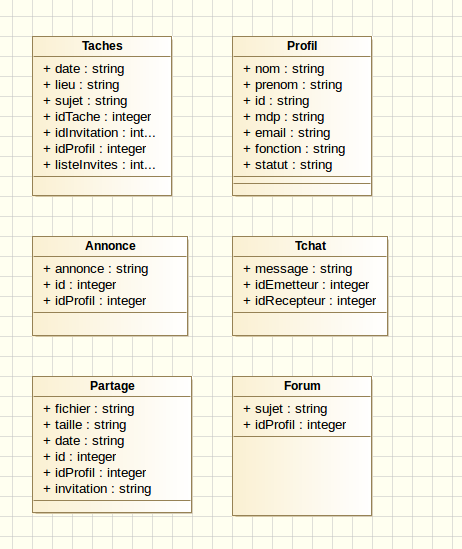 Taches
+ date : string
+ lieu : string
+ sujet : string
+ idTache : integer
+ idInvitation : int...
+ idProfil : integer
+ listeInvites : int...
Profil
+ nom : string
+ prenom : string
+ id : string
+ mdp : string
+ email : string
+ fonction : string
+ statut : string
Annonce
+ annonce : string
+ id : integer
+ idProfil : integer
Tchat
+ message : string
+ idEmetteur : integer
+ idRecepteur : integer
Partage
+ fichier : string
+ taille : string
+ date : string
+ id : integer
+ idProfil : integer
+ invitation : string
Forum
+ sujet : string
+ idProfil : integer